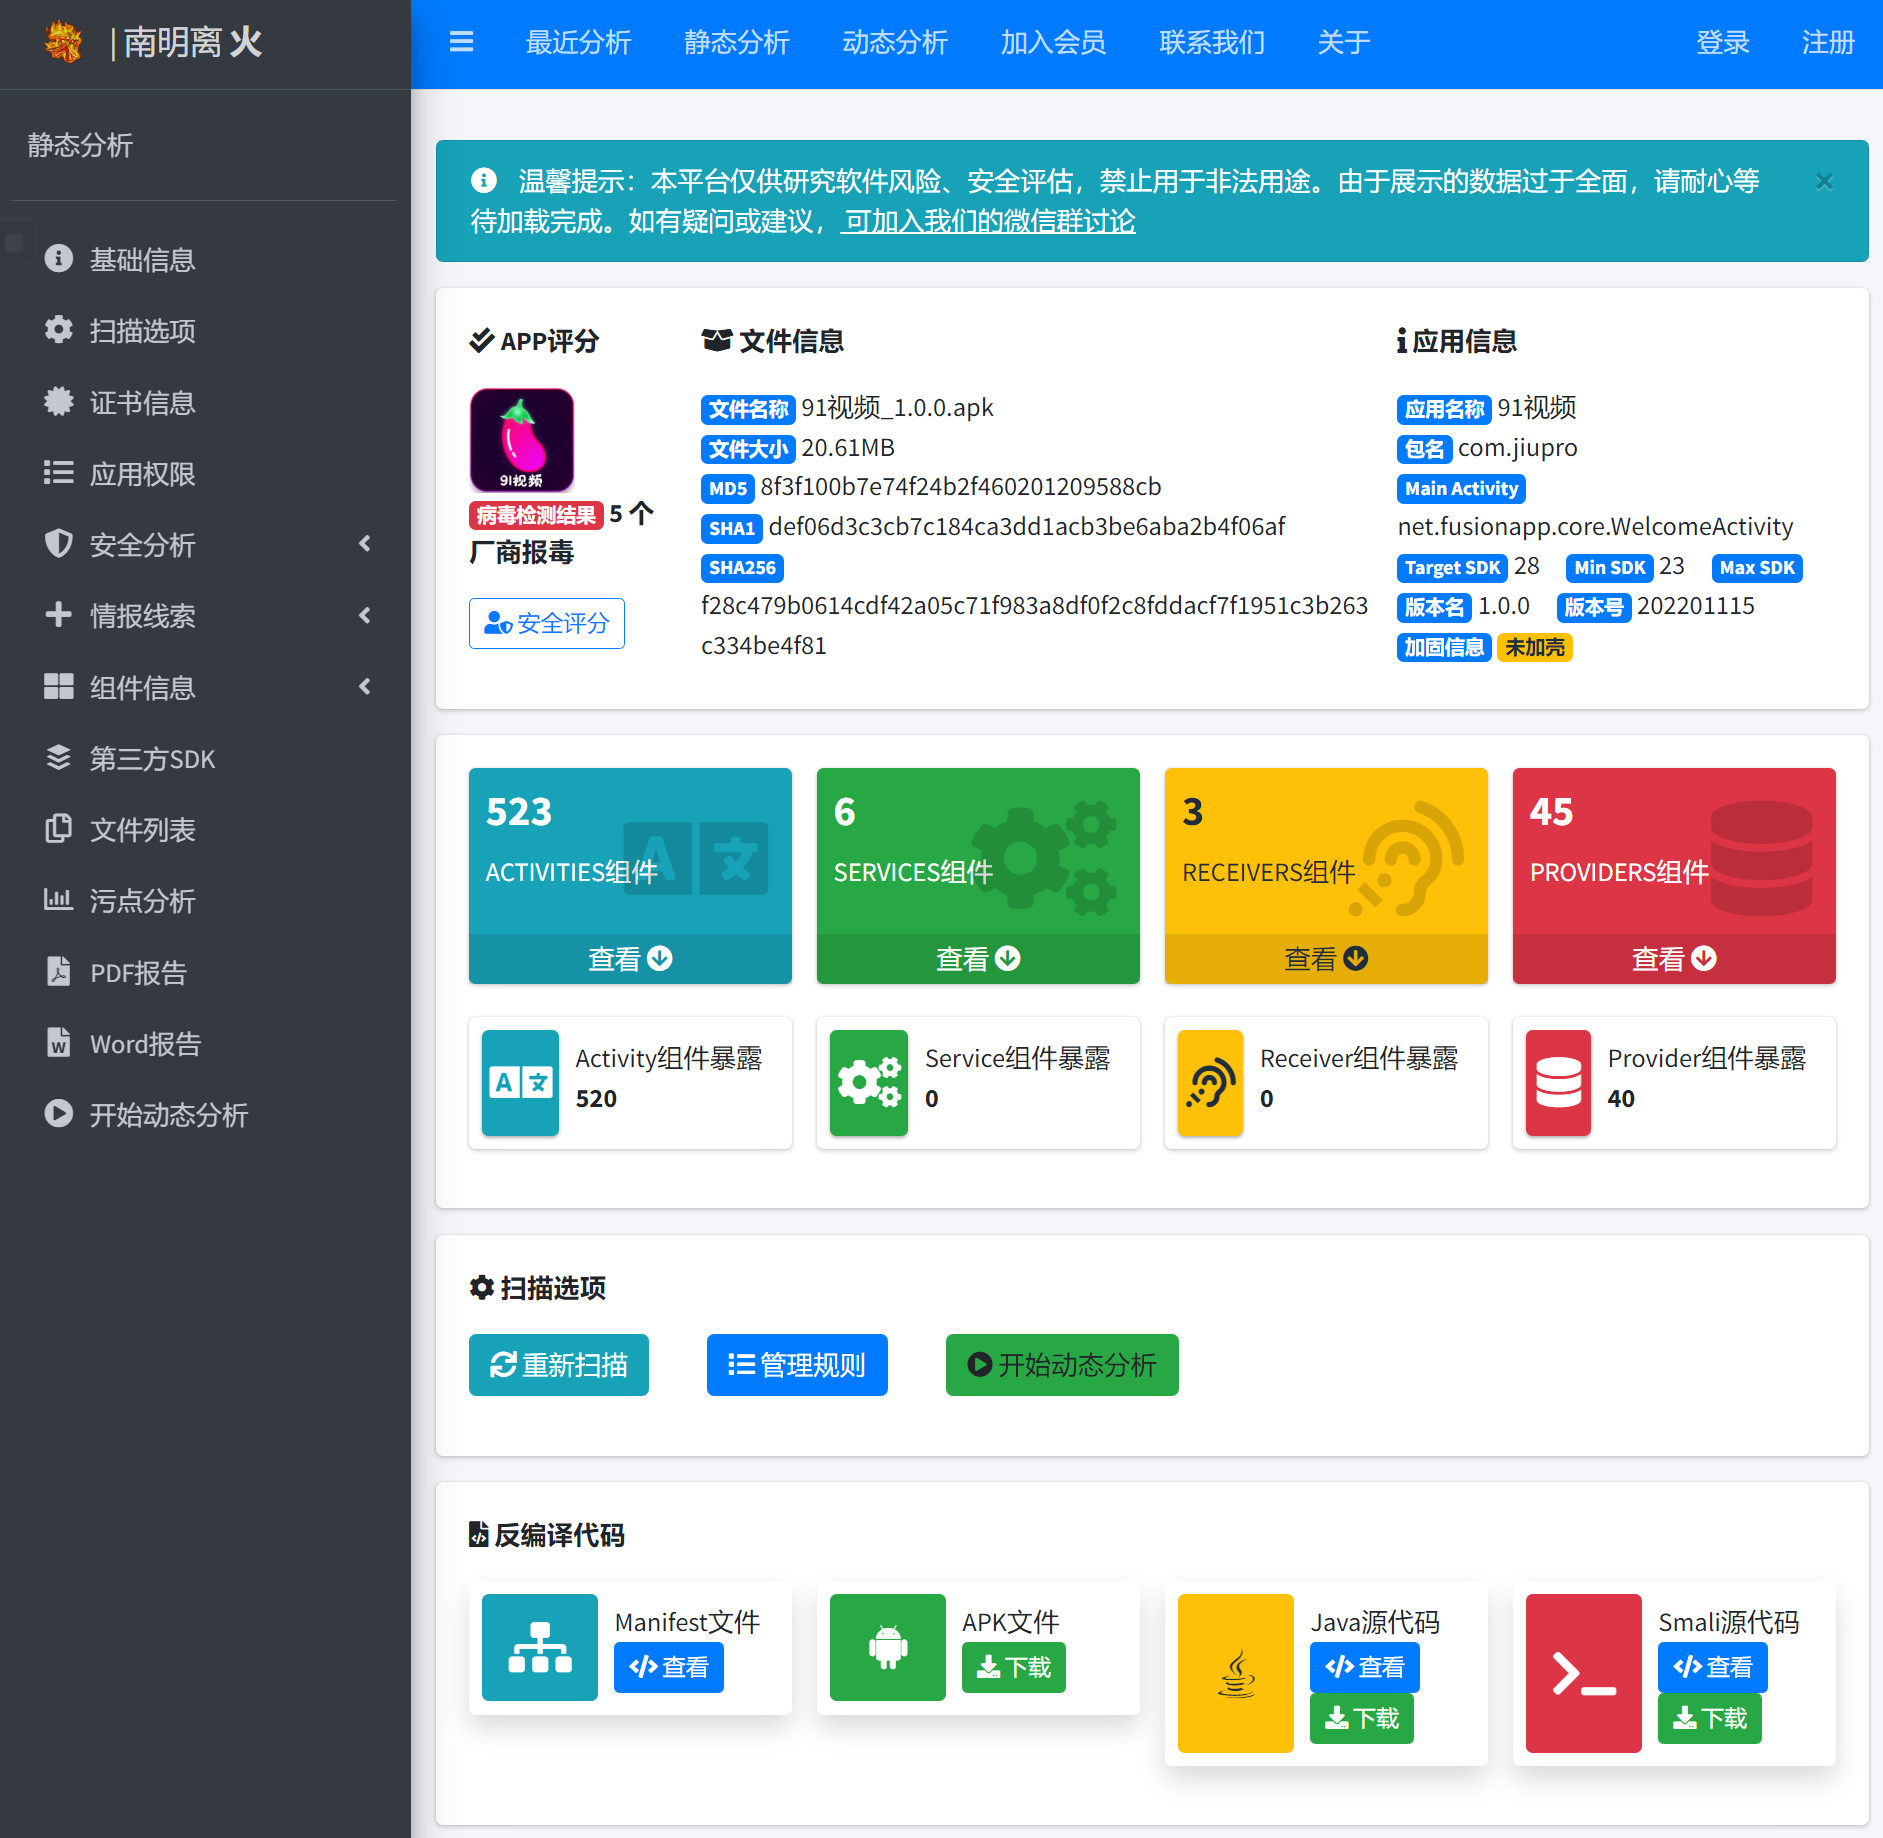 | 南明离 火
最近分析 静态分析 动态分析 加入会员 联系我们 关于 登录 注册
静态分析
基础信息
扫描选项
证书信息
应用权限
安全分析
情报线索
组件信息
第三方SDK
文件列表
污点分析
PDF报告
Word报告
开始动态分析
温馨提示：本平台仅供研究软件风险、安全评估，禁止用于非法用途。由于展示的数据过于全面，请耐心等
待加载完成。如有疑问或建议， 可加入我们的微信群讨论
×
APP评分
91视频
病毒检测结果 5 个
厂商报毒
安全评分
文件信息
文件名称 91视频_1.0.0.apk
文件大小 20.61MB
MD5 8f3f100b7e74f24b2f460201209588cb
SHA1 def06d3c3cb7c184ca3dd1acb3be6aba2b4f06af
SHA256
f28c479b0614cdf42a05c71f983a8df0f2c8fddacf7f1951c3b263
c334be4f81
应用信息
应用名称 91视频
包名 com.jiupro
Main Activity
net.fusionapp.core.WelcomeActivity
Target SDK 28 Min SDK 23 Max SDK
版本名 1.0.0 版本号 202201115
加固信息 未加壳
523
ACTIVITIES组件
A 文
查看
6
SERVICES组件
查看
3
RECEIVERS组件
查看
45
PROVIDERS组件
查看
A 文
Activity组件暴露
520
Service组件暴露
0
Receiver组件暴露
0
Provider组件暴露
40
扫描选项
重新扫描 管理规则 开始动态分析
反编译代码
Manifest文件
查看
APK文件
下载
Java源代码
查看
下载
Smali源代码
查看
下载